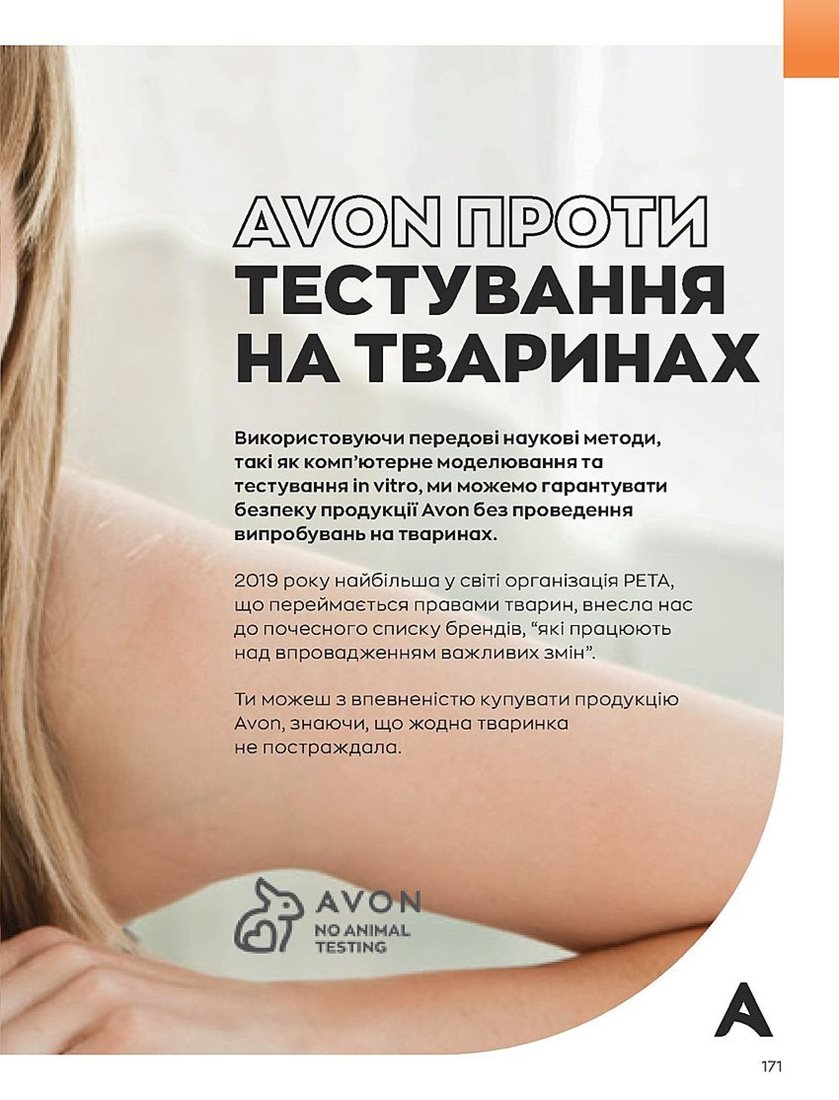 AVON ПРОТИ
ТЕСТУВАННЯ
НА ТВАРИНАХ
Використовуючи передові наукові методи,
такі як комп’ютерне моделювання та
тестування in vitro, ми можемо гарантувати
безпеку продукції Avon без проведення
випробувань на тваринах.
2019 року найбільша у світі організація PETA,
що переймається правами тварин, внесла нас
до почесного списку брендів, “які працюють
над впровадженням важливих змін”.
Ти можеш з впевненістю купувати продукцію
Avon, знаючи, що жодна тваринка
не постраждала.
AVON
NO ANIMAL
TESTING
A
171